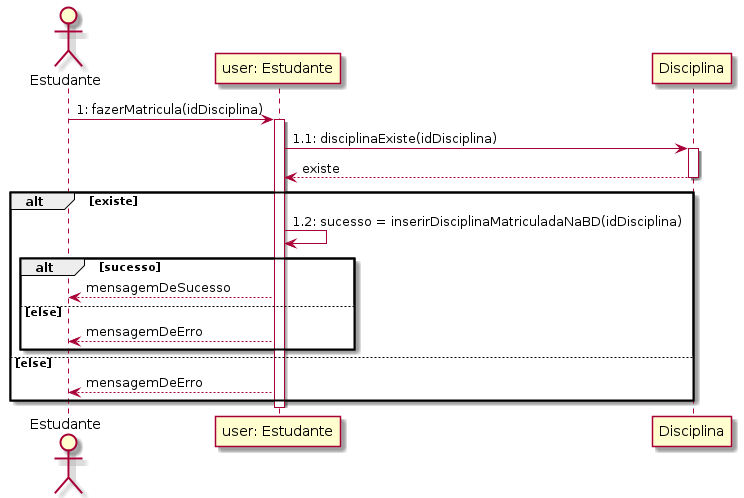 Estudante
user: Estudante
Disciplina
1: fazerMatricula(idDisciplina)
1.1: disciplinaExiste(idDisciplina)
existe
alt [existe]
1.2: sucesso = inserirDisciplinaMatriculadaNaBD(idDisciplina)
alt [sucesso]
mensagemDeSucesso
[else]
mensagemDeErro
[else]
mensagemDeErro
Estudante
user: Estudante
Disciplina